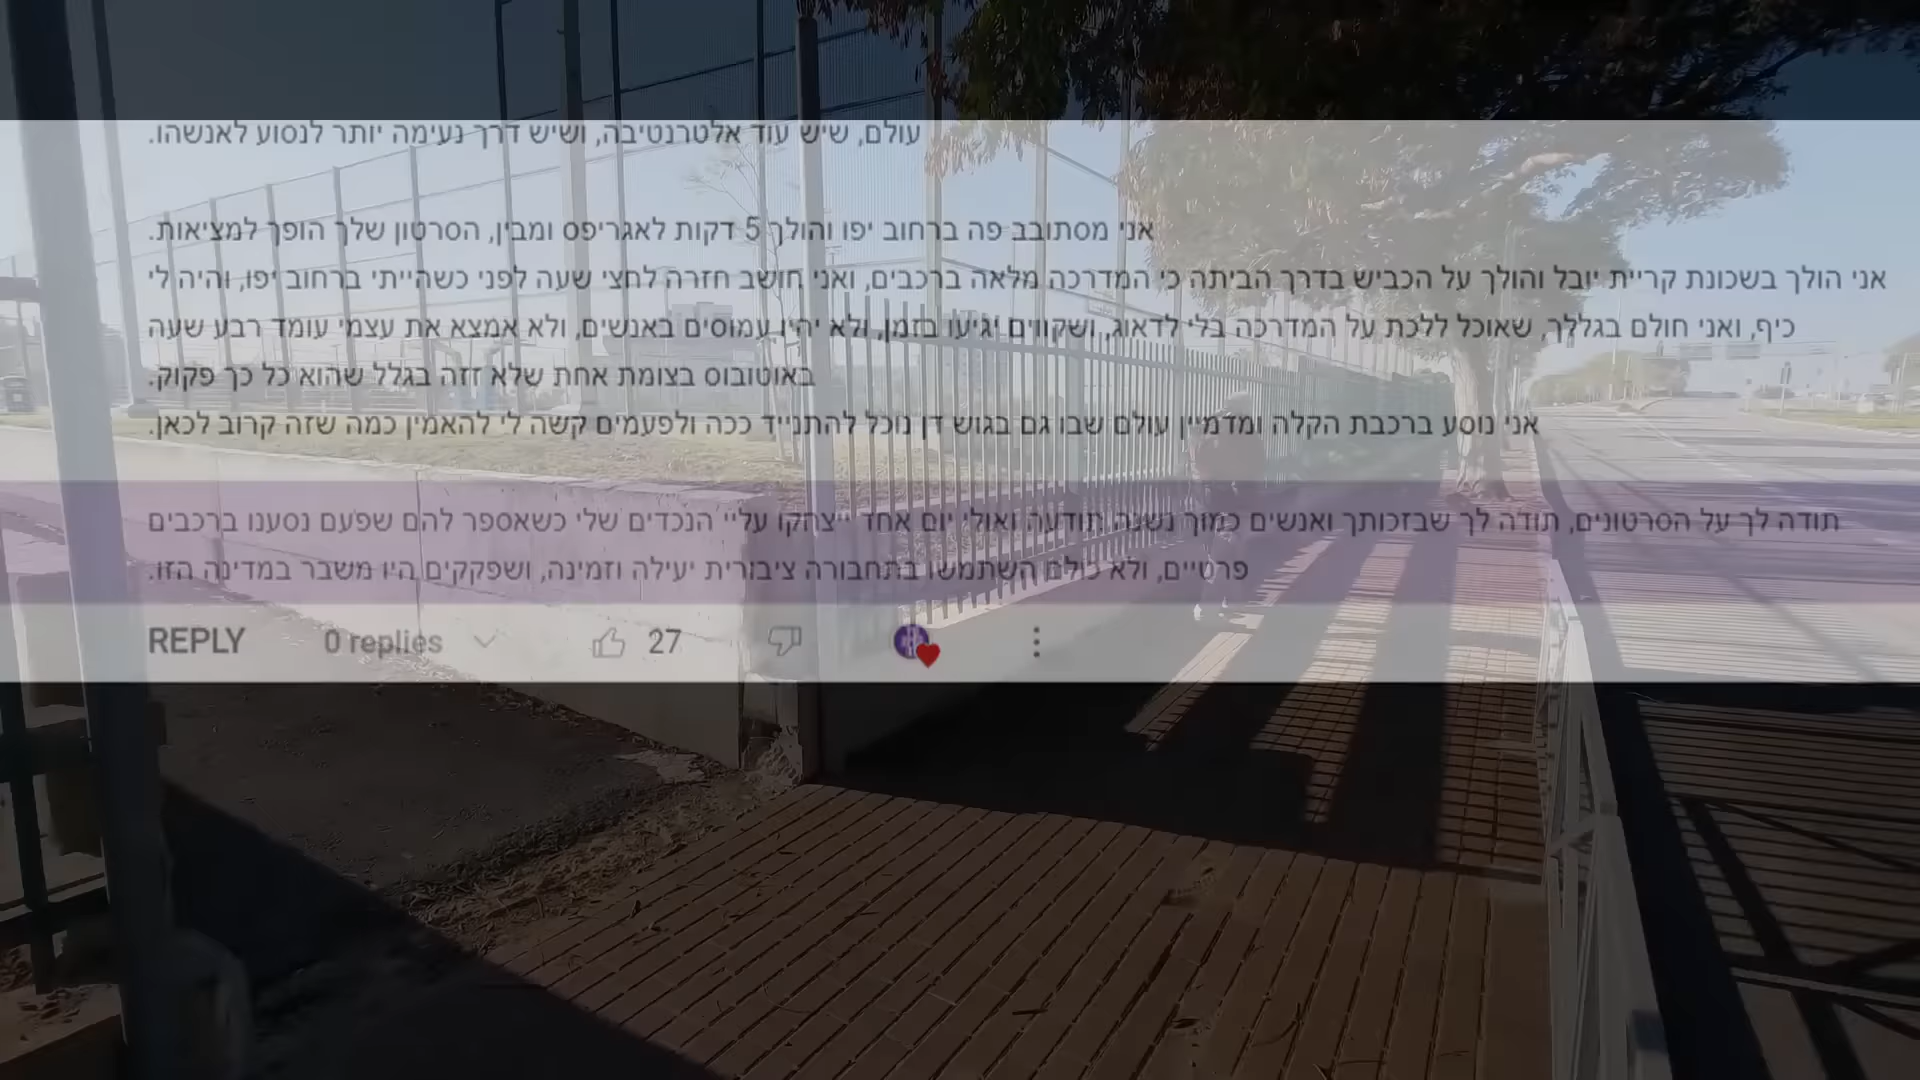 עולם, שיש עוד אלטרנטיבה, ושיש דרך נעימה יותר לנסוע לאנשהו.
אני מסתובב פה ברחוב יפו והולך 5 דקות לאגריפס ומבין, הסרטון שלך הופך למציאות.
אני הולך בשכונת קריית יובל והולך על הכביש בדרך הביתה כי המדרכה מלאה ברכבים, ואני חושב חזרה לחצי שעה לפני כשהייתי ברחוב יפו, והיה לי
כיף, ואני חולם בגללך, שאוכל ללכת על המדרכה בלי לדאוג, ושקווים יגיעו בזמן, ולא יהיו עמוסים באנשים, ולא אמצא את עצמי עומד רבע שעה
באוטובוס בצומת אחת שלא זזה בגלל שהוא כל כך פקוק.
אני נוסע ברכבת הקלה ומדמיין עולם שבו גם בגוש דן נוכל להתנייד ככה ולפעמים קשה לי להאמין כמה שזה קרוב לכאן.
תודה לך על הסרטונים, תודה לך שבזכותך ואנשים כמוך נשנה תודעה ואולי יום אחד ייצחקו עליי הנכדים שלי כשאספר להם שפעם נסענו ברכבים
פרטיים, ולא כולם השתמשו בתחבורה ציבורית יעילה וזמינה, ושפקקים היו משבר במדינה הזו.
REPLY 0 replies 27